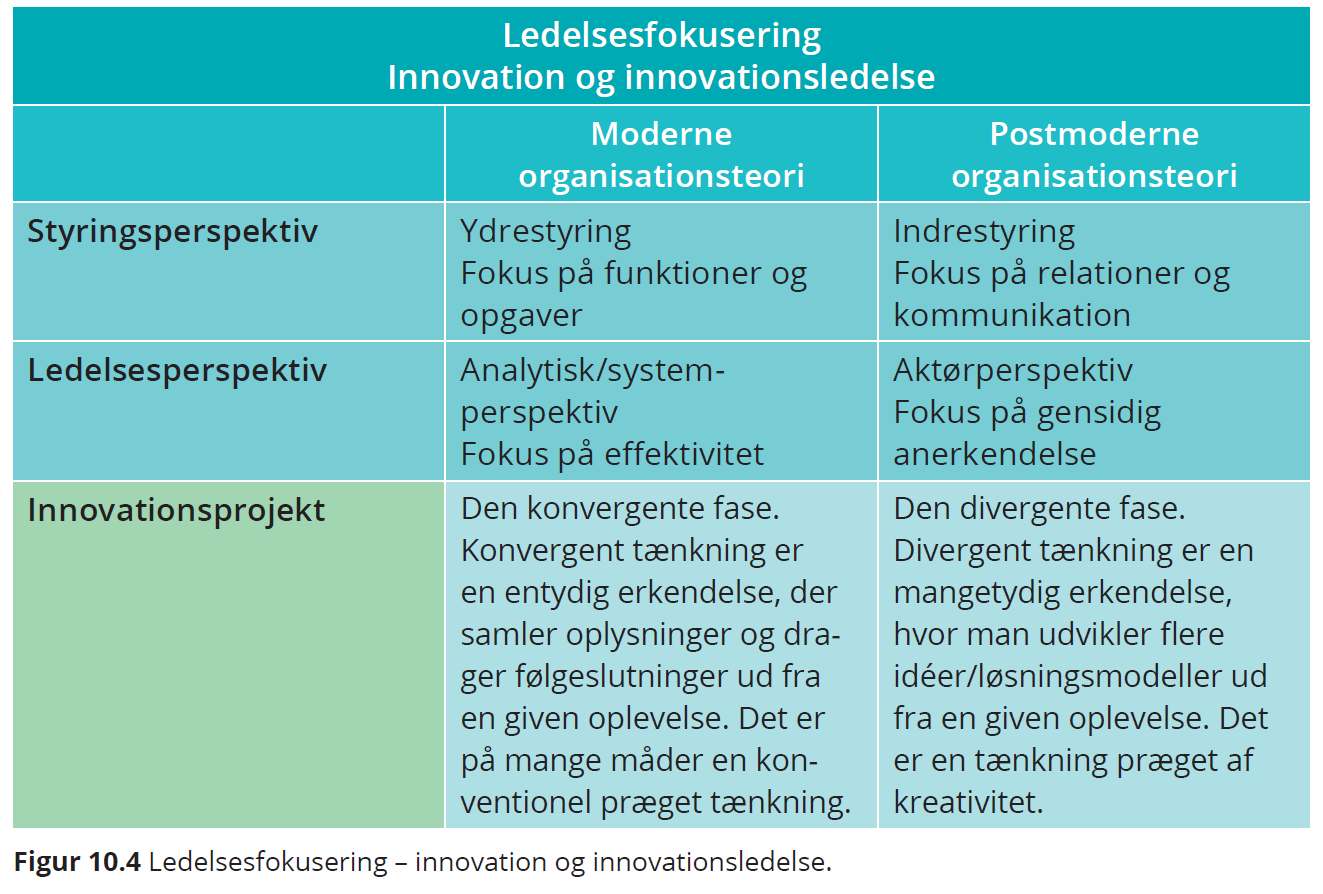 Ledelsesfokusering
Innovation og innovationsledelse
Moderne
organisationsteori
Postmoderne
organisationsteori
Styringsperspektiv
Ydrestyring
Fokus på funktioner og
opgaver
Indrestyring
Fokus på relationer og
kommunikation
Ledelsesperspektiv
Analytisk/system-
perspektiv
Fokus på effektivitet
Aktørperspektiv
Fokus på gensidig
anerkendelse
Innovationsprojekt
Den konvergente fase.
Konvergent tænkning er
en entydig erkendelse, der
samler oplysninger og dra-
ger følgeslutninger ud fra
en given oplevelse. Det er
på mange måder en kon-
ventionel præget tænkning.
Den divergente fase.
Divergent tænkning er en
mangetydig erkendelse,
hvor man udvikler flere
idéer/løsningsmodeller ud
fra en given oplevelse. Det
er en tænkning præget af
kreativitet.
Figur 10.4 Ledelsesfokusering – innovation og innovationsledelse.